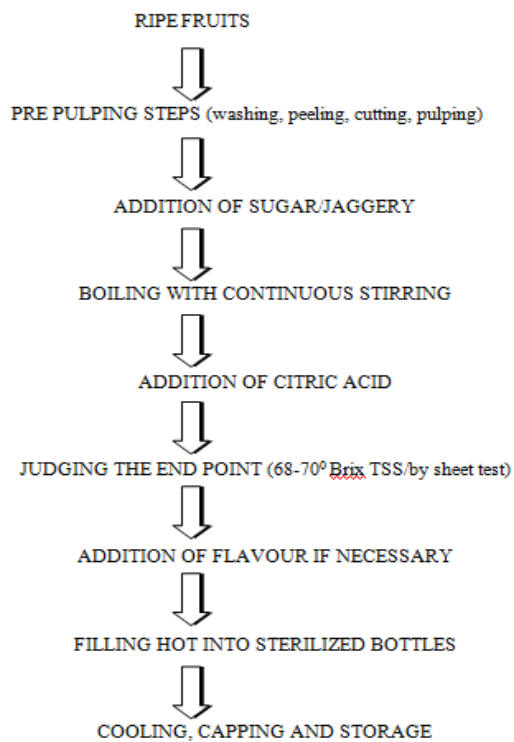 RIPE FRUITS
PRE PULPING STEPS (washing, peeling, cutting, pulping)
ADDITION OF SUGAR/JAGGERY
BOILING WITH CONTINUOUS STIRRING
ADDITION OF CITRIC ACID
JUDGING THE END POINT (68-70⁰ Brix TSS/by sheet test)
ADDITION OF FLAVOUR IF NECESSARY
FILLING HOT INTO STERILIZED BOTTLES
COOLING, CAPPING AND STORAGE